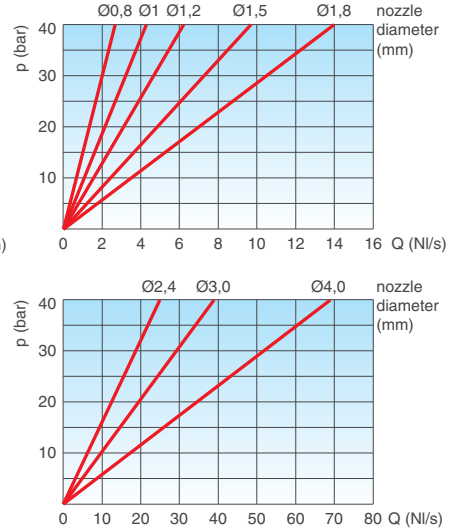 Ø0,8 Ø1 Ø1,2 Ø1,5 Ø1,8 nozzle
diameter
(mm)
p (bar)
40
30
20
10
)
0 2 4 6 8 10 12 14 16 Q (Nl/s)
Ø2,4 Ø3,0 Ø4,0 nozzle
diameter
(mm)
p (bar)
40
30
20
10
0 10 20 30 40 50 60 70 80 Q (Nl/s)